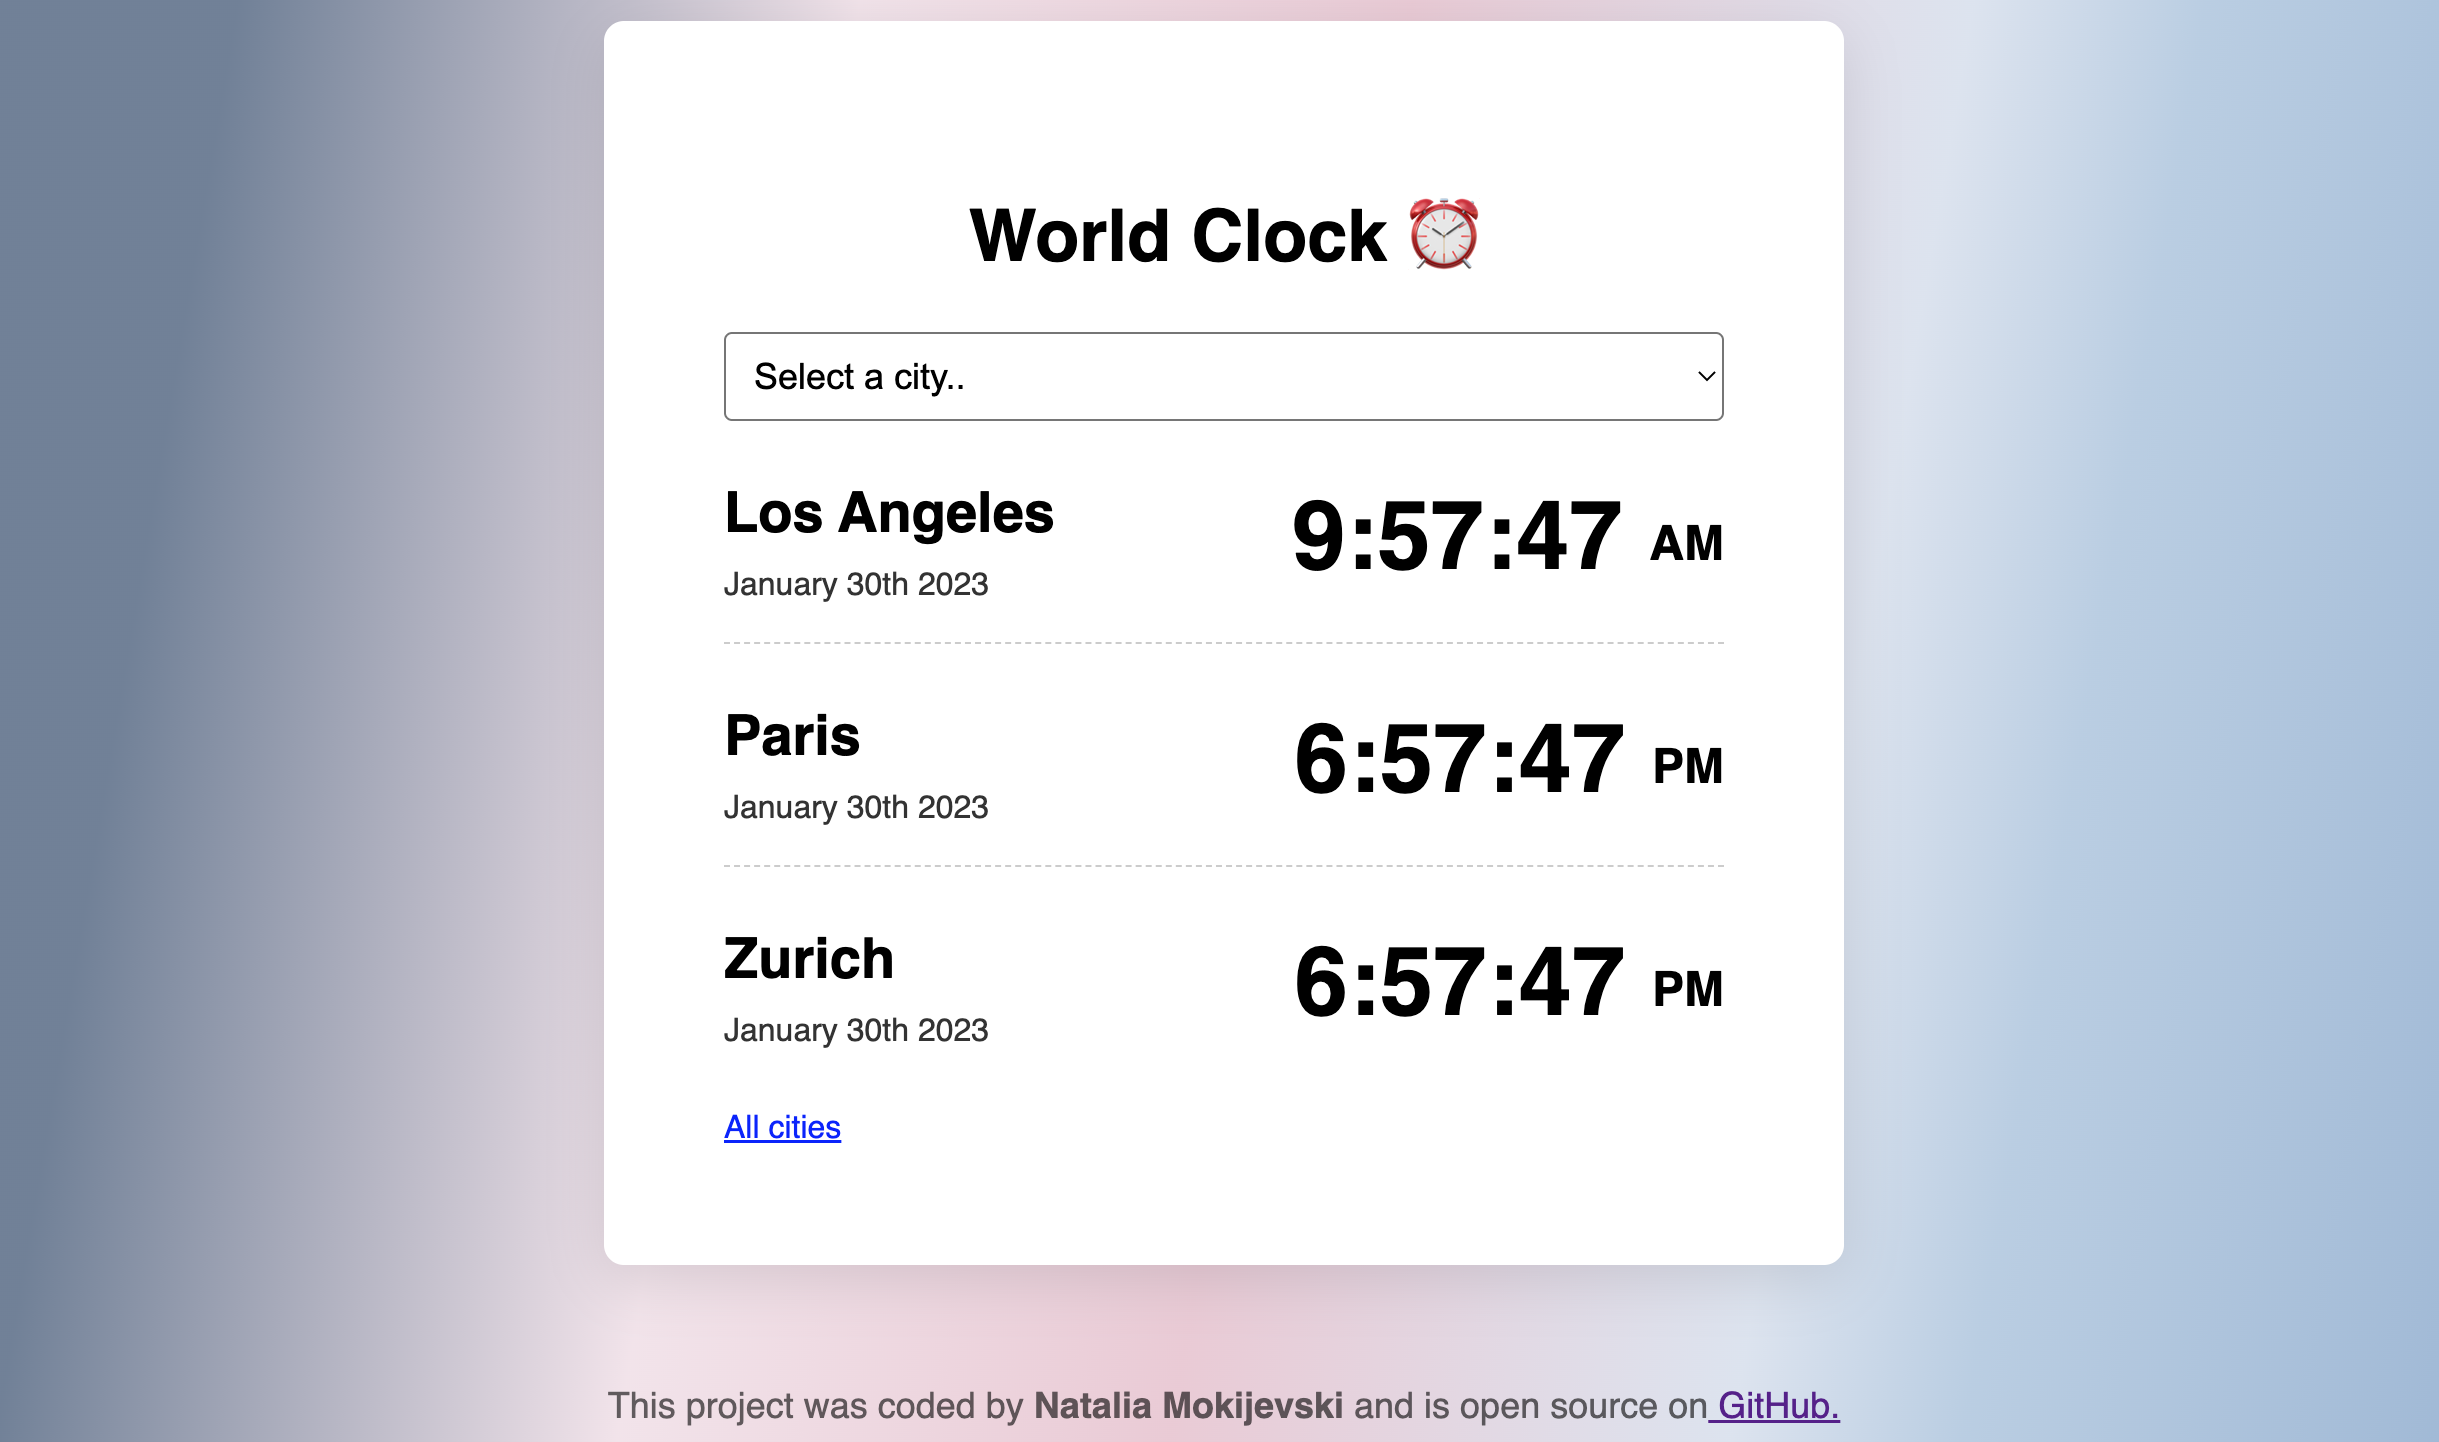 World Clock ⏰
Select a city..
Los Angeles
9:57:47 AM
January 30th 2023
Paris
6:57:47 PM
January 30th 2023
Zurich
6:57:47 PM
January 30th 2023
All cities
This project was coded by Natalia Mokijevski and is open source on GitHub.